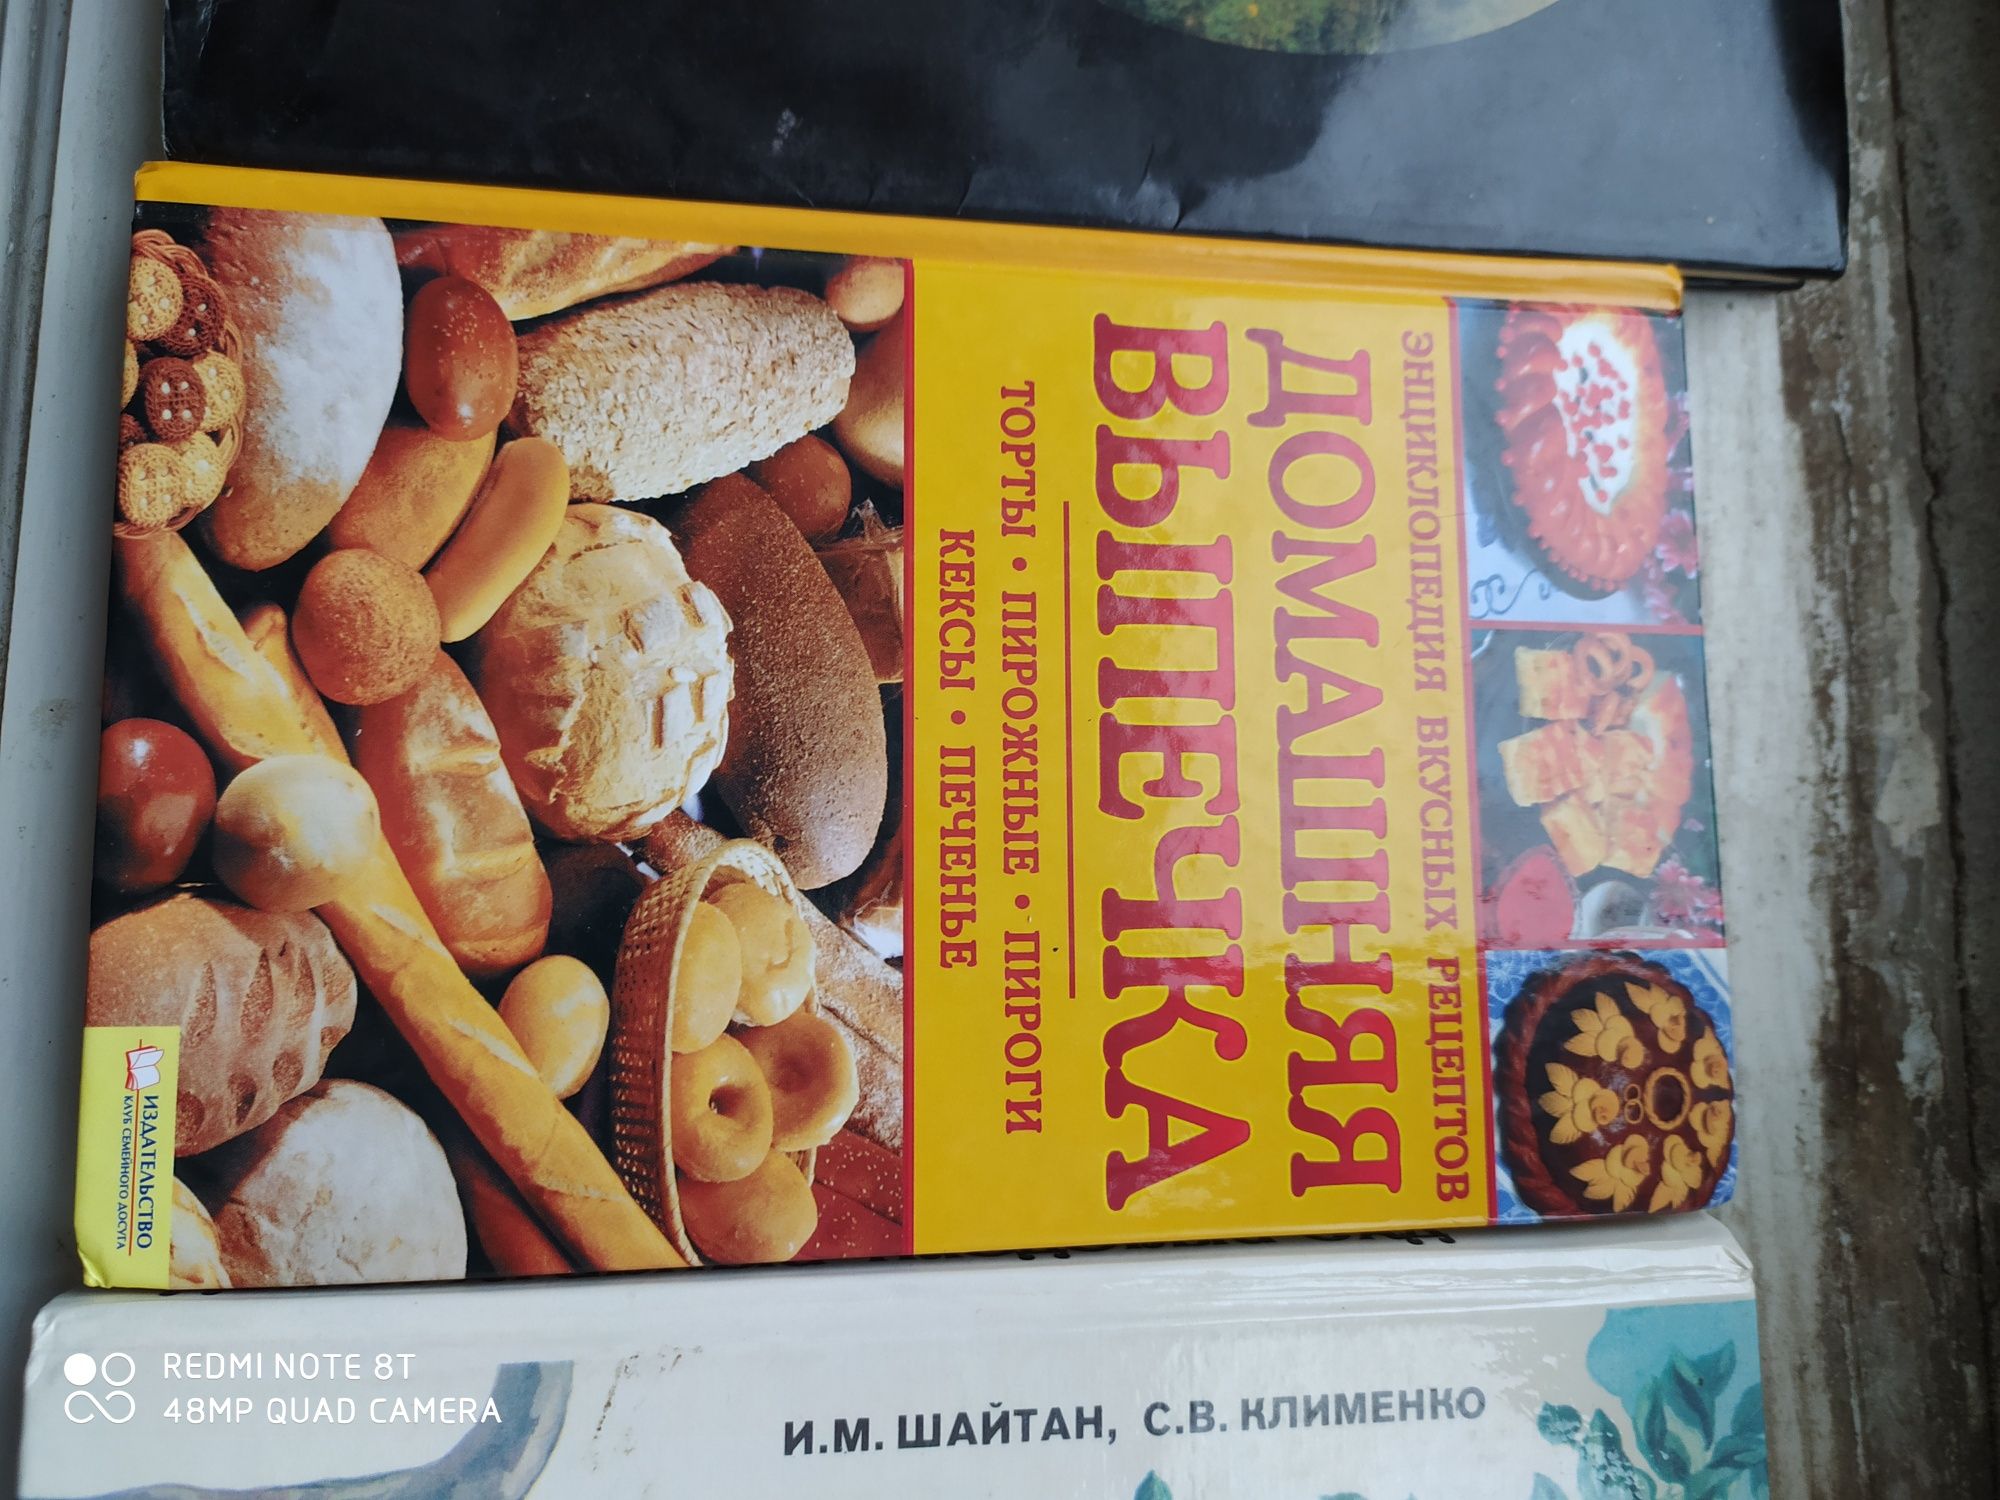 ЭНЦИКЛОПЕДИЯ ВКУСНЫХ РЕЦЕПТОВ
ДОМАШНЯЯ
ВЫПЕЧКА
ТОРТЫ • ПИРОЖНЫЕ • ПИРОГИ
КЕКСЫ • ПЕЧЕНЬЕ
ИЗДАТЕЛЬСТВО
КЛУБ СЕМЕЙНОГО ДОСУГА
И.М. ШАЙТАН, С.В. КЛИМЕНКО
REDMI NOTE 8T
48MP QUAD CAMERA